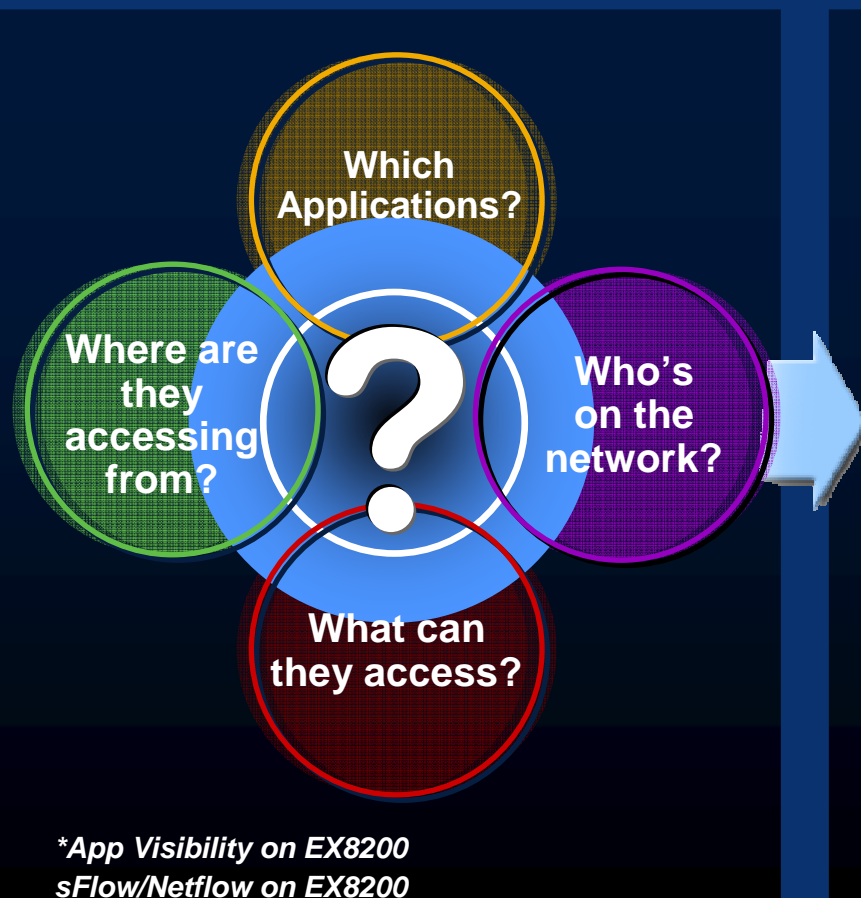 Which
Applications?
Where are
they
accessing
from?
?
Who’s
on the
network?
What can
they access?
*App Visibility on EX8200
sFlow/Netflow on EX8200